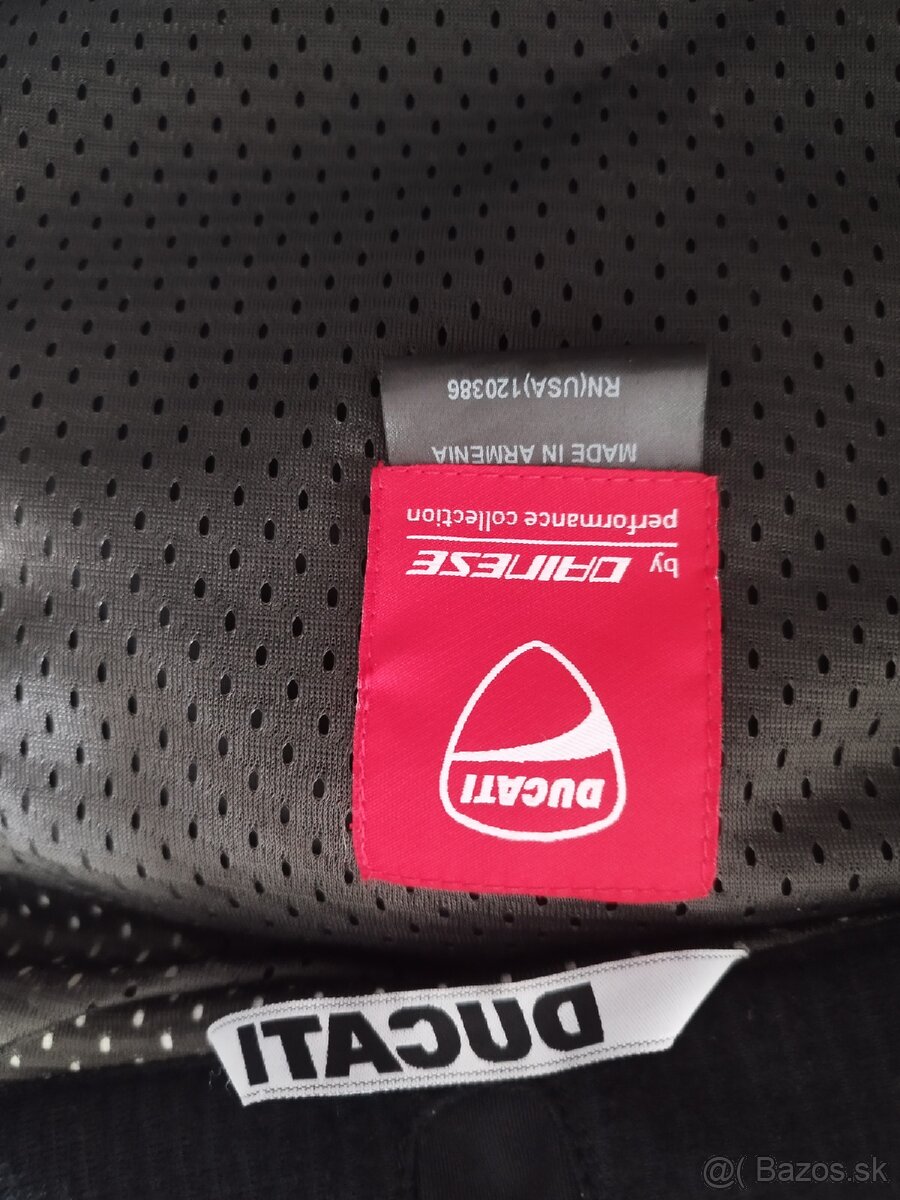 DUCATI
DUCATI
by DAINESE
performance collection
MADE IN ARMENIA
RN(USA)120386
@( Bazos.sk